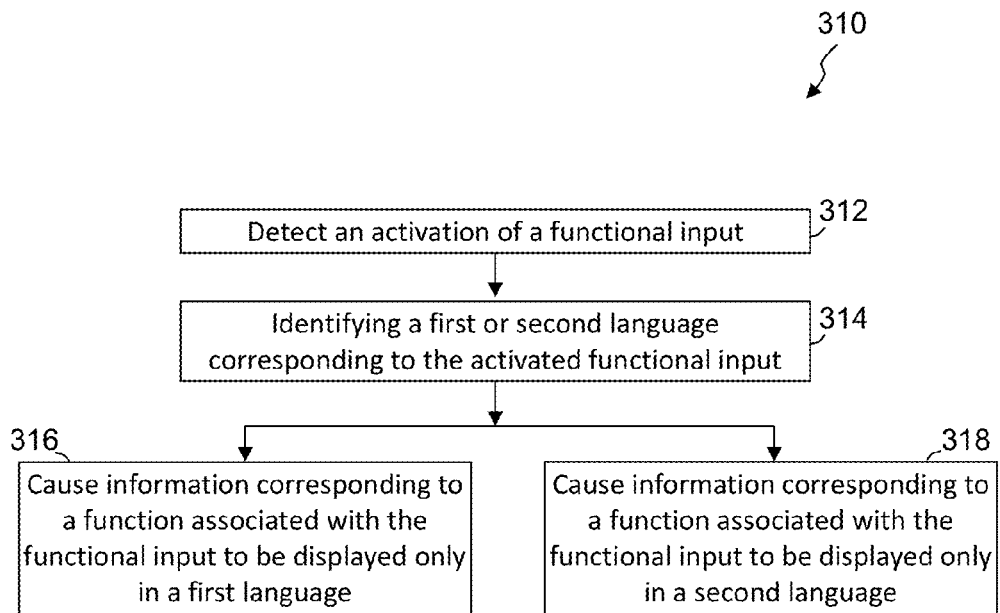 310
312
Detect an activation of a functional input
314
Identifying a first or second language
corresponding to the activated functional input
316
318
Cause information corresponding to
a function associated with the
functional input to be displayed only
in a first language
Cause information corresponding to
a function associated with the
functional input to be displayed only
in a second language